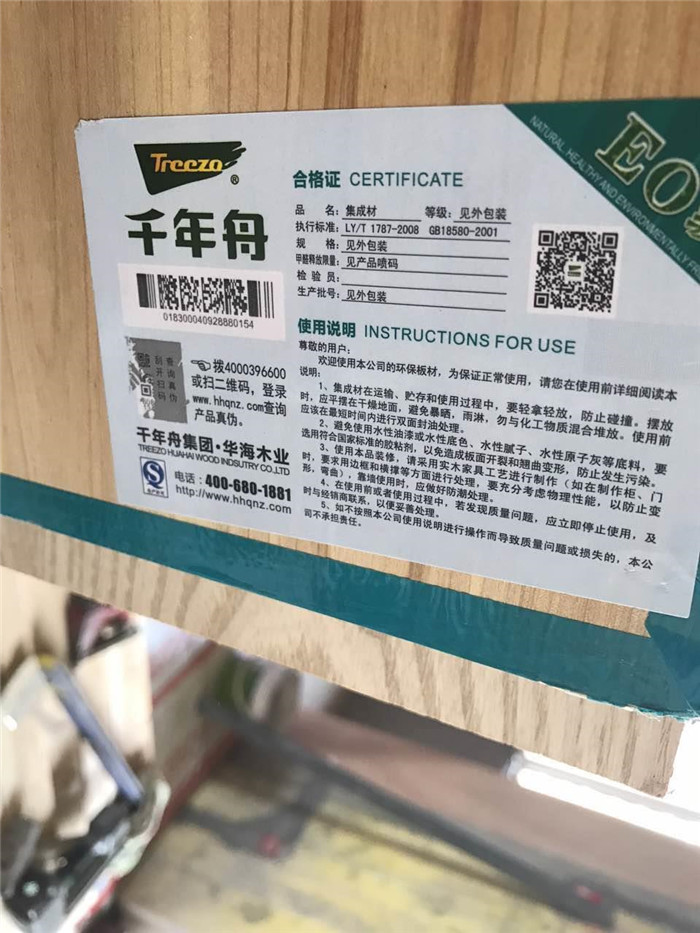 Treezo®
千年舟
018300040928880154
查询真伪
刮开扫码
拨4000396600
或扫二维码，登录
www.hhqnz.com查询
产品真伪。
千年舟集团·华海木业
TREEZO HUAHAI WOOD INDSUTRY CO.,LTD
电话：400-680-1881
http://www.hhqnz.com
合格证 CERTIFICATE
品 名：集成材 等级：见外包装
执行标准：LY/T 1787-2008 GB18580-2001
规 格：见外包装
甲醛释放限量：见产品喷码
检 验 员：
生产批号：见外包装
E0
NATURAL, HEALTHY AND ENVIRONMENTALLY
使用说明 INSTRUCTIONS FOR USE
尊敬的用户：
欢迎使用本公司的环保板材，为保证正常使用，请您在使用前详细阅读本
说明：
1、集成材在运输、贮存和使用过程中，要轻拿轻放，防止碰撞。摆放
时，应平摆在干燥地面，避免暴晒，雨淋，勿与化工物质混合堆放。使用前
应该在最短时间内进行双面封油处理。
2、避免使用水性油漆或水性底色、水性腻子、水性原子灰等底料，要
选用符合国家标准的胶粘剂，以免造成板面开裂和翘曲变形，防止发生污染。
3、使用本品装修，请采用实木家具工艺进行制作（如在制作柜、门
时，要求用边框和横撑等方面进行处理，要充分考虑物理性能，以防止变
形，弯曲），靠墙使用时，应做好防潮处理。
4、在使用前或者使用过程中，若发现质量问题，应立即停止使用，及
时与经销商联系，以便妥善处理。
5、如不按照本公司使用说明进行操作而导致质量问题或损失的，本公
司不承担责任。